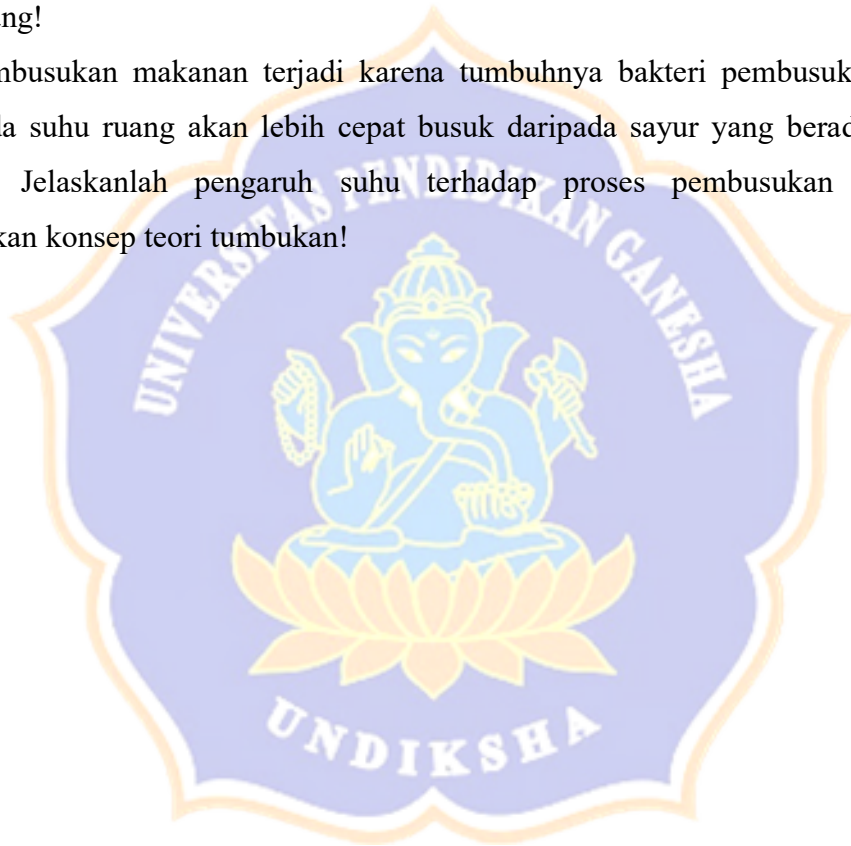 ng!
mbusukan makanan terjadi karena tumbuhnya bakteri pembusuk
da suhu ruang akan lebih cepat busuk daripada sayur yang berad
Jelaskanlah pengaruh suhu terhadap proses pembusukan
kan konsep teori tumbukan!
UNIVERSITAS PENDIDIKAN GANESHA
UNDIKSHA